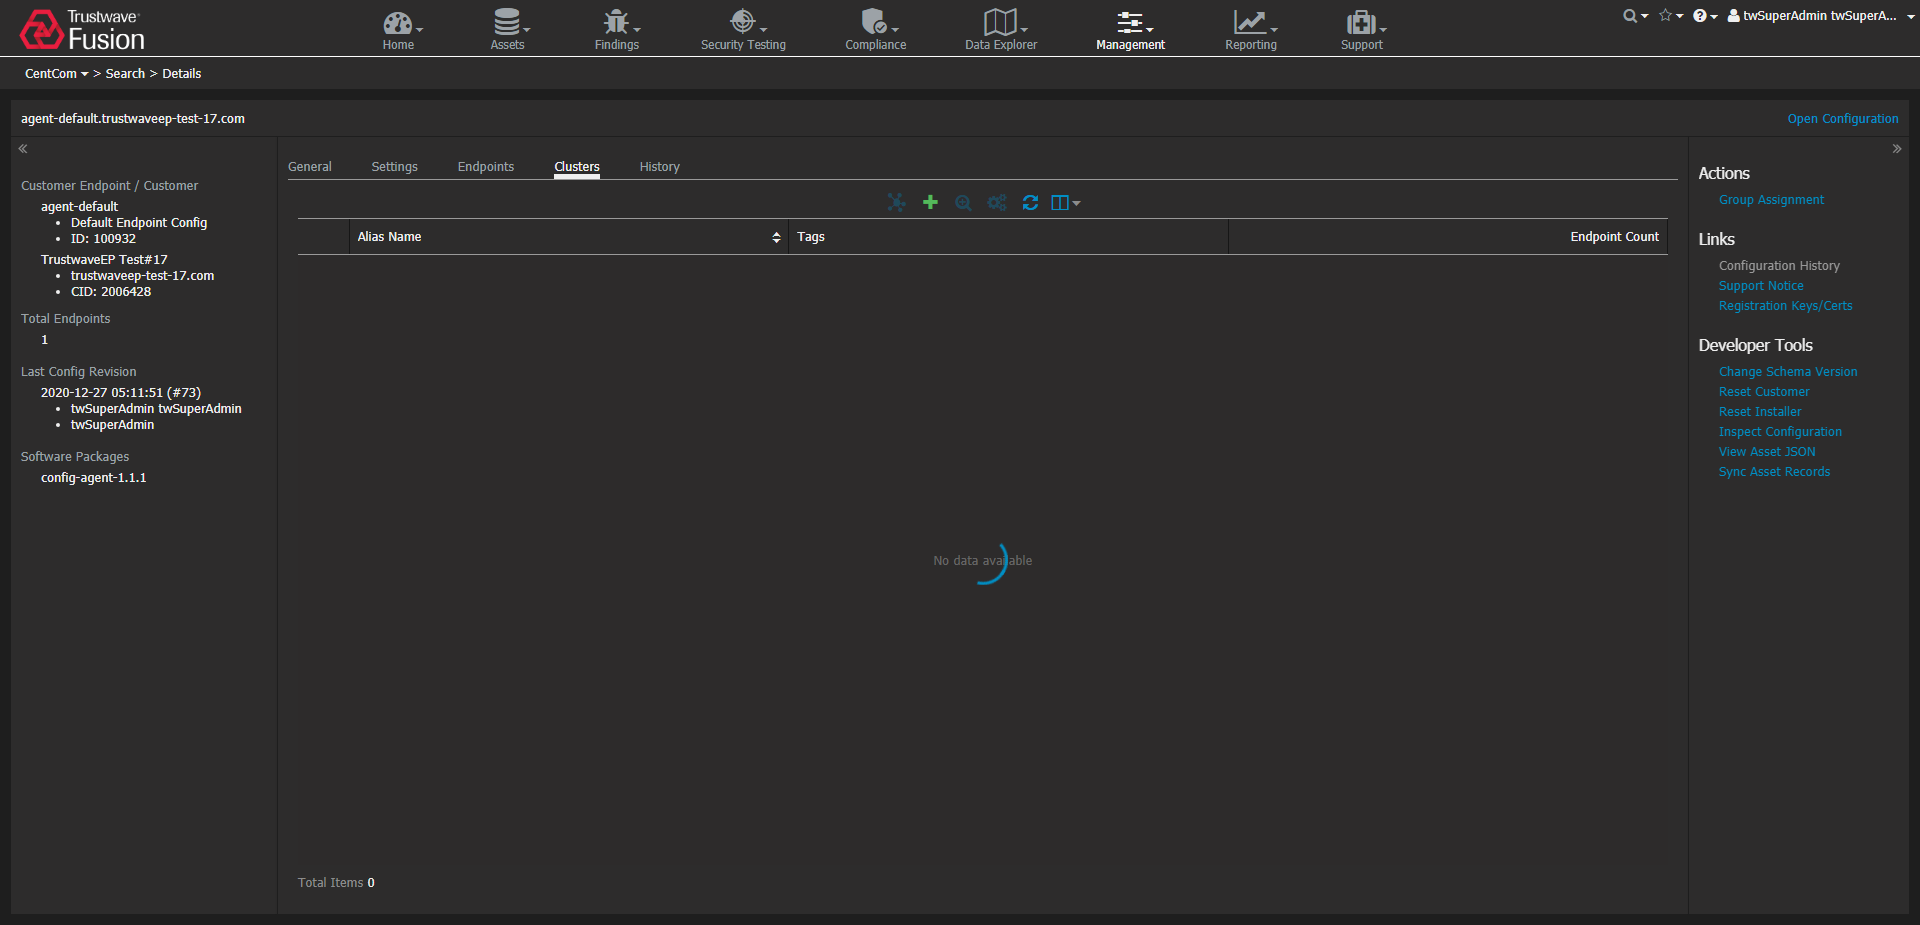 Trustwave
Fusion
Home
Assets
Findings
Security Testing
Compliance
Data Explorer
Management
Reporting
Support
twSuperAdmin twSuperA...
CentCom > Search > Details
agent-default.trustwaveep-test-17.com
Open Configuration
Customer Endpoint / Customer
agent-default
• Default Endpoint Config
• ID: 100932
TrustwaveEP Test#17
• trustwaveep-test-17.com
• CID: 2006428
Total Endpoints
1
Last Config Revision
2020-12-27 05:11:51 (#73)
• twSuperAdmin twSuperAdmin
• twSuperAdmin
Software Packages
config-agent-1.1.1
General
Settings
Endpoints
Clusters
History
Alias Name
Tags
Endpoint Count
No data available
Total Items 0
Actions
Group Assignment
Links
Configuration History
Support Notice
Registration Keys/Certs
Developer Tools
Change Schema Version
Reset Customer
Reset Installer
Inspect Configuration
View Asset JSON
Sync Asset Records